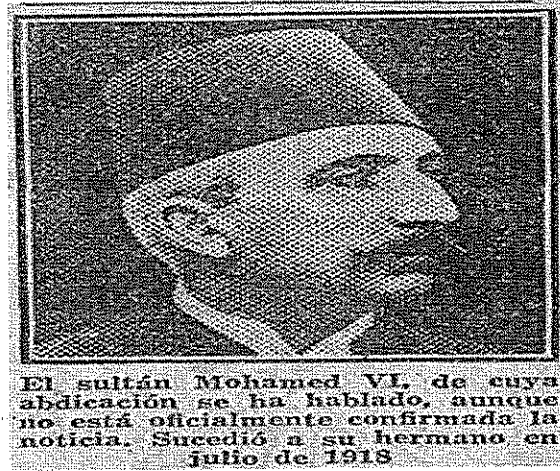 El sultán Mohamed VI, de cuya
abdicación se ha hablado, aunque
no está oficialmente confirmada la
noticia. Sucedió a su hermano en
julio de 1918